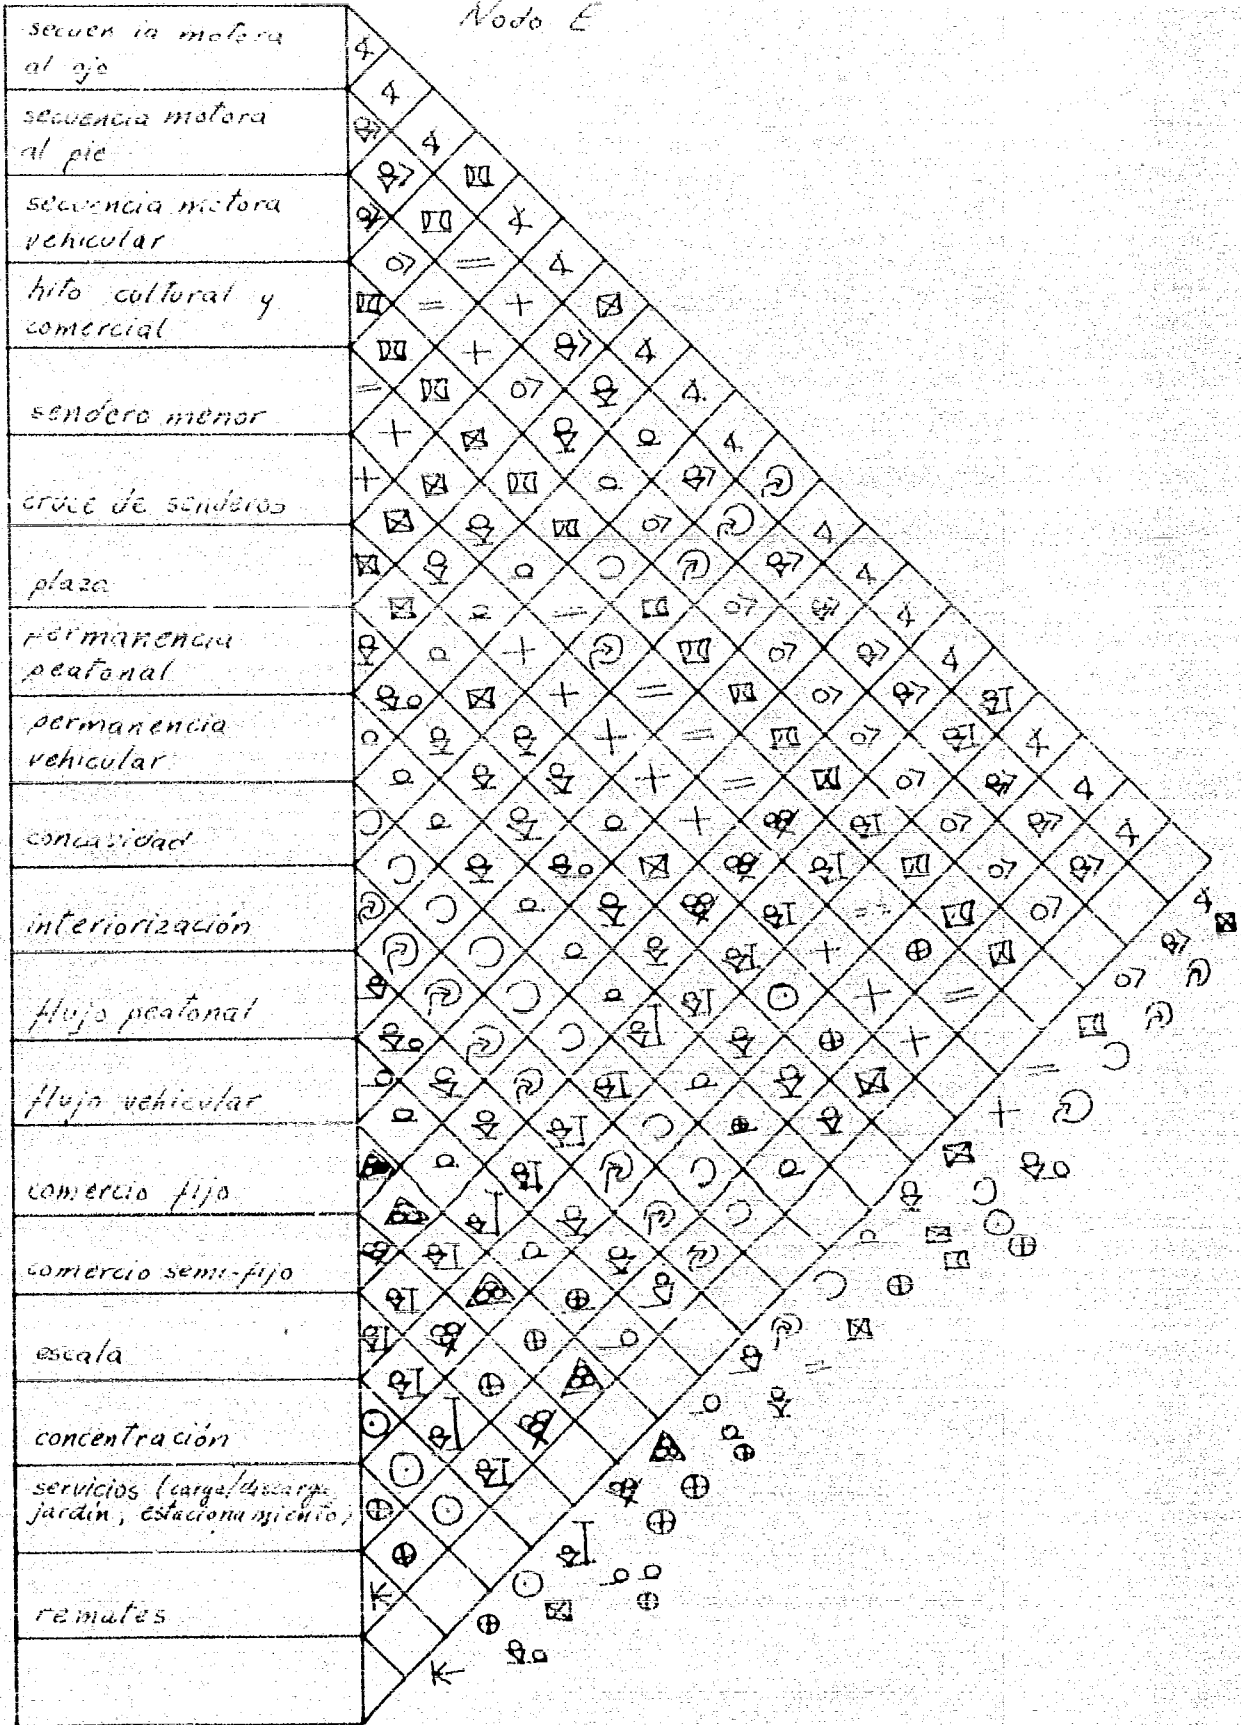 Nodo E
secuen ia motora
al ojo
secuencia motora
al pie
secuencia motora
vehicular
hito cultural y
comercial
sendero menor
cruce de senderos
plaza
permanencia
peatonal
permanencia
vehicular
concavidad
interiorización
flujo peatonal
flujo vehicular
comercio fijo
comercio semi-fijo
escala
concentración
servicios (carga/descarga
jardín, estacionamiento)
remates